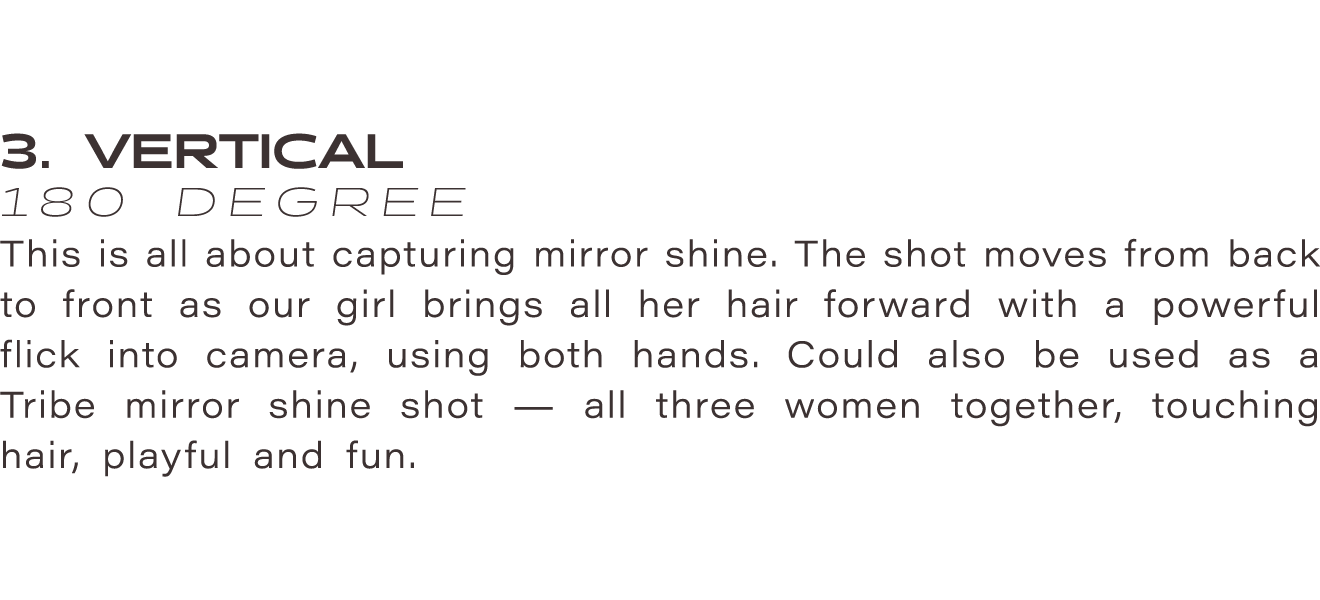 3. VERTICAL
180 DEGREE
This is all about capturing mirror shine. The shot moves from back
to front as our girl brings all her hair forward with a powerful
flick into camera, using both hands. Could also be used as a
Tribe mirror shine shot — all three women together, touching
hair, playful and fun.